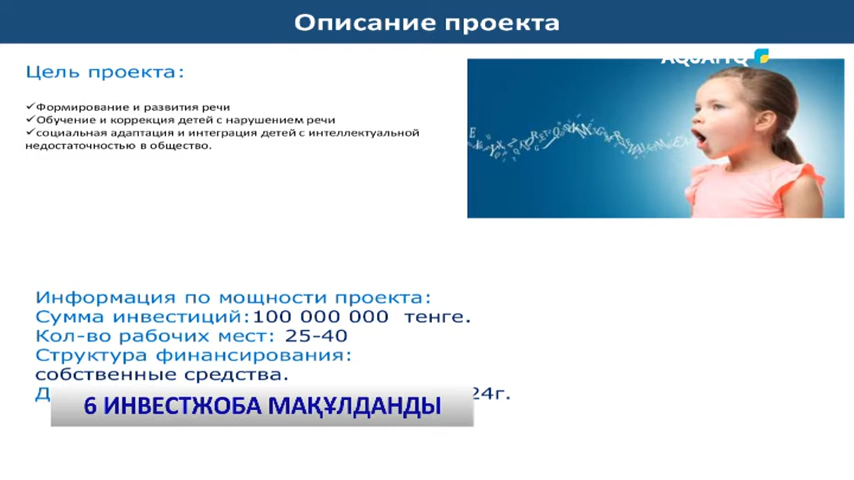 Описание проекта
Цель проекта:
✓Формирование и развития речи
✓Обучение и коррекция детей с нарушением речи
✓социальная адаптация и интеграция детей с интеллектуальной
недостаточностью в общество.
Информация по мощности проекта:
Сумма инвестиций:100 000 000 тенге.
Кол-во рабочих мест: 25-40
Структура финансирования:
собственные средства.
24г.
6 ИНВЕСТЖОБА МАҚҰЛДАНДЫ